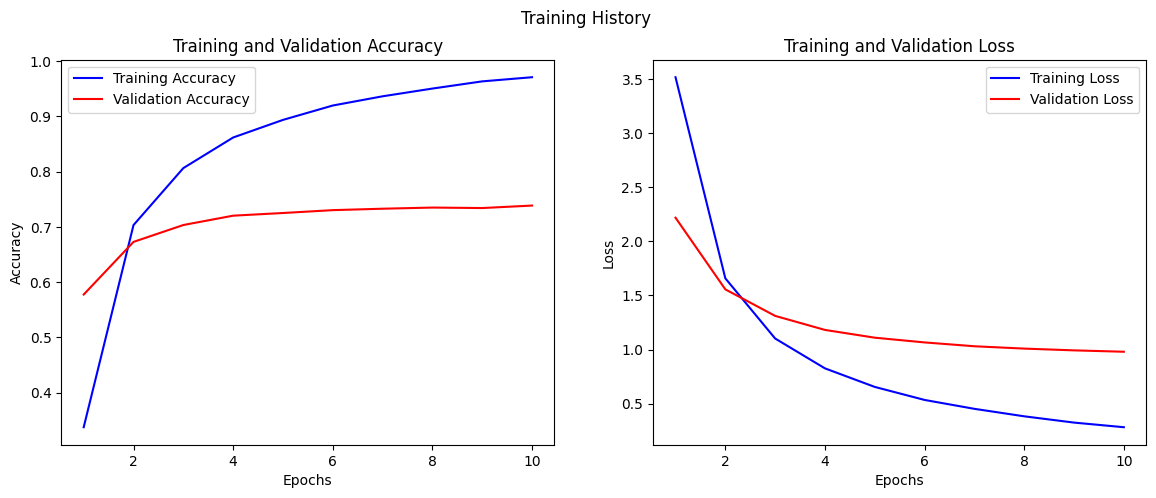 Training History
Training and Validation Accuracy
Training Accuracy
Validation Accuracy
1.0
0.9
0.8
0.7
0.6
0.5
0.4
Accuracy
2 4 6 8 10
Epochs
Training and Validation Loss
Training Loss
Validation Loss
3.5
3.0
2.5
2.0
1.5
1.0
0.5
Loss
2 4 6 8 10
Epochs